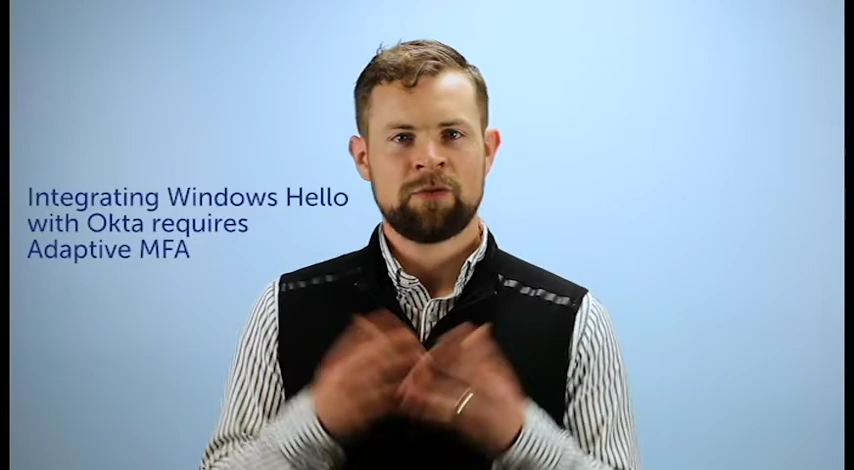 Integrating Windows Hello
with Okta requires
Adaptive MFA